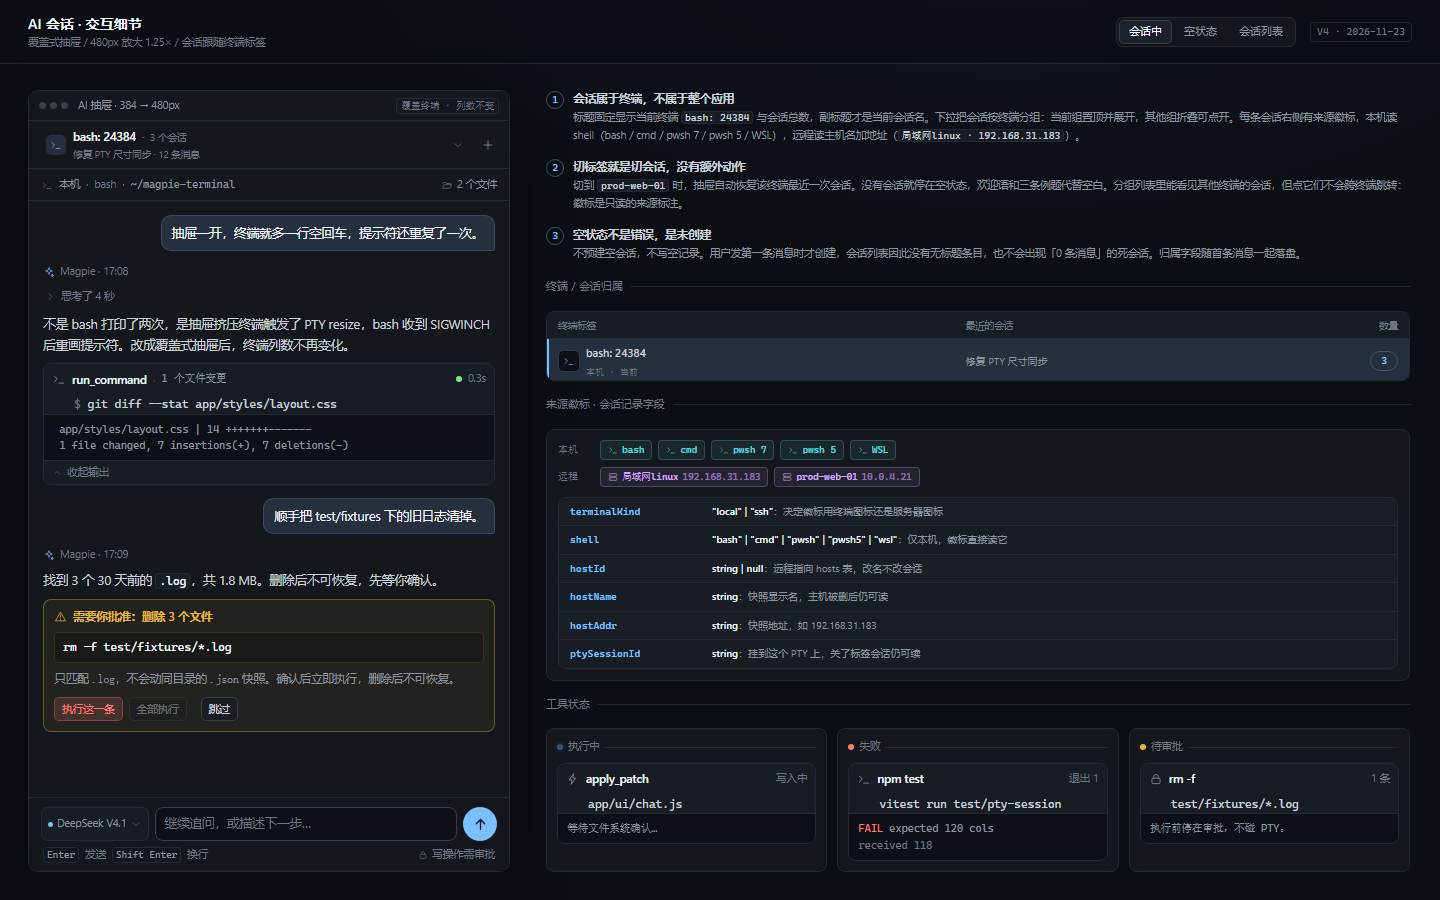 AI 会话 · 交互细节
覆盖式抽屉 / 480px 放大 1.25× / 会话跟随终端标签
会话中 空状态 会话列表
V4 · 2026-11-23
AI 抽屉 · 384 → 480px
覆盖终端 · 列数不变
bash: 24384 · 3 个会话
修复 PTY 尺寸同步 · 12 条消息
本机 · bash · ~/magpie-terminal
2 个文件
抽屉一开，终端就多一行空回车，提示符还重复了一次。
Magpie · 17:08
思考了 4 秒
不是 bash 打印了两次，是抽屉挤压终端触发了 PTY resize，bash 收到 SIGWINCH
后重画提示符。改成覆盖式抽屉后，终端列数不再变化。
run_command · 1 个文件变更
0.3s
$ git diff --stat app/styles/layout.css
app/styles/layout.css | 14 +++++++-------
1 file changed, 7 insertions(+), 7 deletions(-)
收起输出
顺手把 test/fixtures 下的旧日志清掉。
Magpie · 17:09
找到 3 个 30 天前的 .log，共 1.8 MB。删除后不可恢复，先等你确认。
需要你批准：删除 3 个文件
rm -f test/fixtures/*.log
只匹配 .log，不会动同目录的 .json 快照。确认后立即执行，删除后不可恢复。
执行这一条 全部执行 跳过
DeepSeek V4.1
继续追问，或描述下一步...
Enter 发送 Shift Enter 换行
写操作需审批
1 会话属于终端，不属于整个应用
标题固定显示当前终端 bash: 24384 与会话总数，副标题才是当前会话名。下拉把会话按终端分组：当前组置顶并展开，其他组折叠可点开。每条会话右侧有来源徽标，本机读
shell（bash / cmd / pwsh 7 / pwsh 5 / WSL），远程读主机名加地址（局域网linux · 192.168.31.183）。
2 切标签就是切会话，没有额外动作
切到 prod-web-01 时，抽屉自动恢复该终端最近一次会话。没有会话就停在空状态，欢迎语和三条例题代替空白。分组列表里能看见其他终端的会话，但点它们不会跨终端跳转：
徽标是只读的来源标注。
3 空状态不是错误，是未创建
不预建空会话，不写空记录。用户发第一条消息时才创建，会话列表因此没有无标题条目，也不会出现「0 条消息」的死会话。归属字段随首条消息一起落盘。
终端 / 会话归属
终端标签 最近的会话 数量
bash: 24384
本机 · 当前
修复 PTY 尺寸同步
3
来源徽标 · 会话记录字段
本机 bash cmd pwsh 7 pwsh 5 WSL
远程 局域网linux 192.168.31.183 prod-web-01 10.0.4.21
terminalKind "local" | "ssh"：决定徽标用终端图标还是服务器图标
shell "bash" | "cmd" | "pwsh" | "pwsh5" | "wsl"：仅本机，徽标直接读它
hostId string | null：远程指向 hosts 表，改名不改会话
hostName string：快照显示名，主机被删后仍可读
hostAddr string：快照地址，如 192.168.31.183
ptySessionId string：挂到这个 PTY 上，关了标签会话仍可续
工具状态
执行中
apply_patch 写入中
app/ui/chat.js
等待文件系统确认...
失败
npm test 退出 1
vitest run test/pty-session
FAIL expected 120 cols
received 118
待审批
rm -f 1 条
test/fixtures/*.log
执行前停在审批，不碰 PTY。